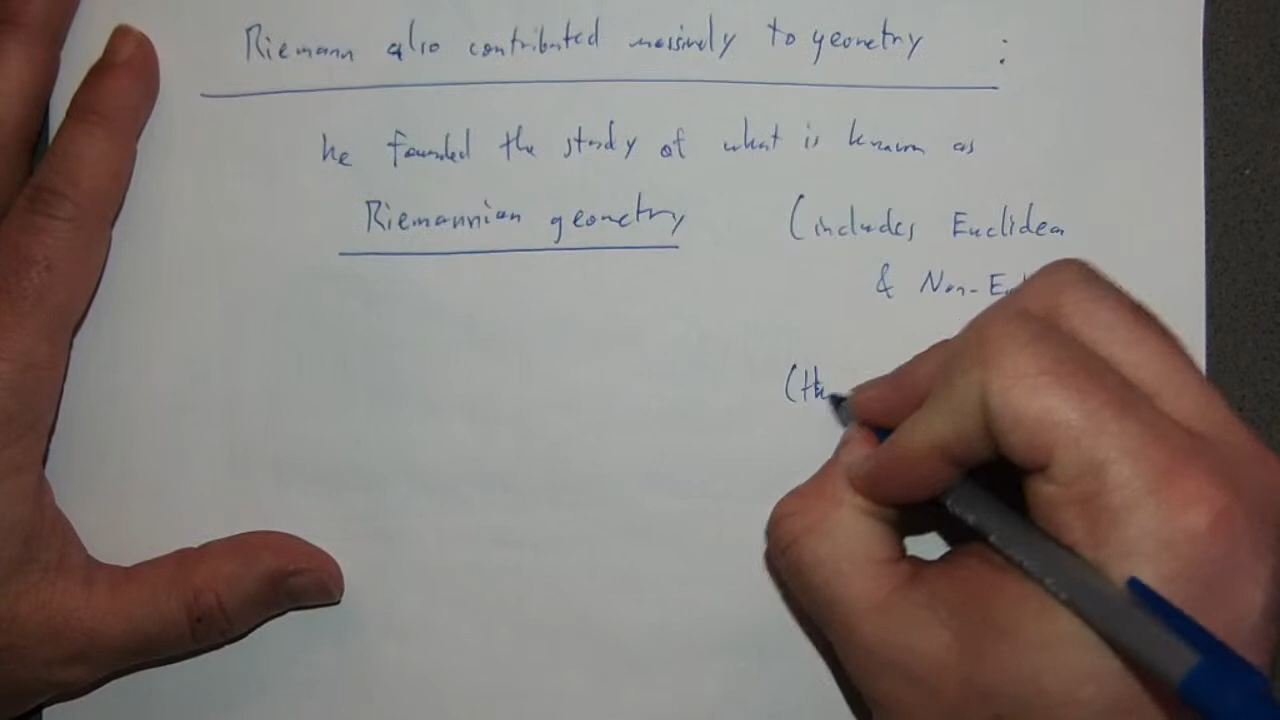 Riemann also contributed massively to geometry :
he founded the study of what is known as
Riemannian geometry (includes Euclidean
& Non-